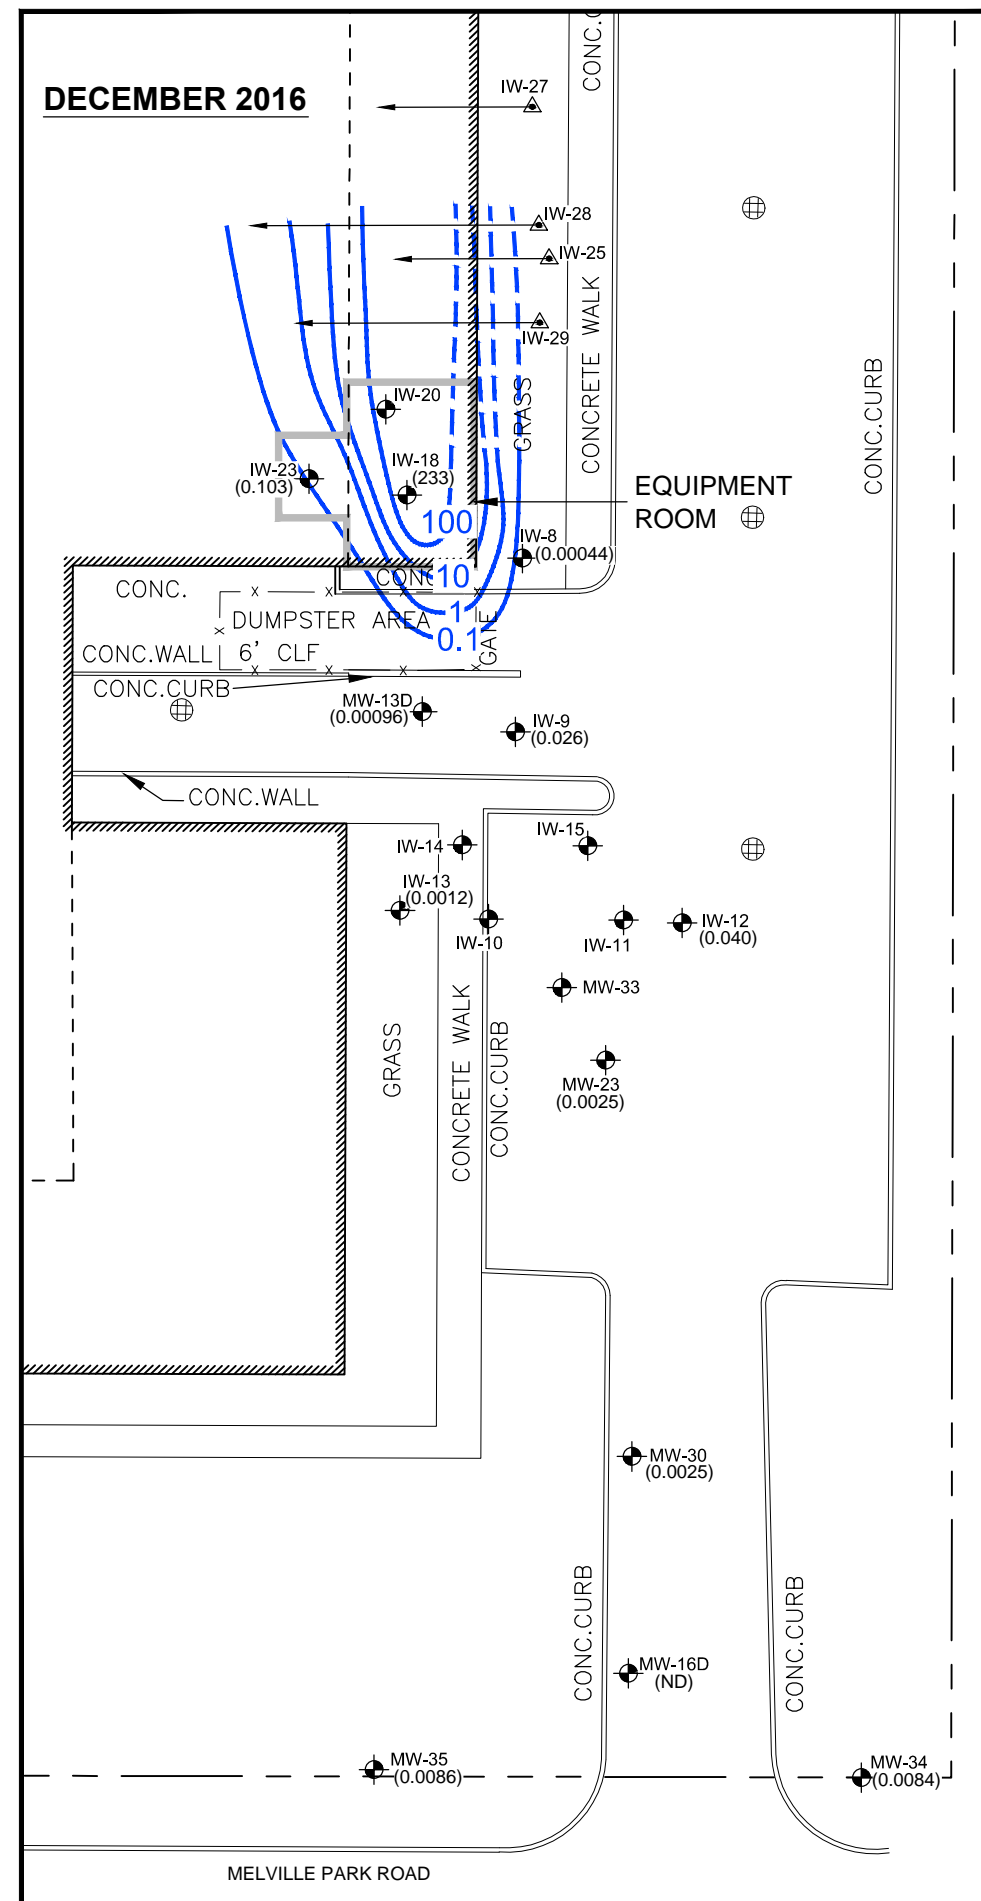 DECEMBER 2016
CONC.C
IW-27
IW-28
IW-25
IW-29
CONCRETE WALK
GRASS
CONC.CURB
IW-20
IW-18
(233)
IW-23
(0.103)
EQUIPMENT
ROOM
100
IW-8
(0.00044)
CONC.
CONC
10
1
0.1
DUMPSTER AREA
GATE
CONC.WALL
6' CLF
CONC.CURB
MW-13D
(0.00096)
IW-9
(0.026)
CONC.WALL
IW-14
IW-15
IW-13
(0.0012)
IW-10
IW-11
IW-12
(0.040)
MW-33
GRASS
CONCRETE WALK
CONC.CURB
MW-23
(0.0025)
MW-30
(0.0025)
CONC.CURB
CONC.CURB
MW-16D
(ND)
MW-35
(0.0086)
MW-34
(0.0084)
MELVILLE PARK ROAD